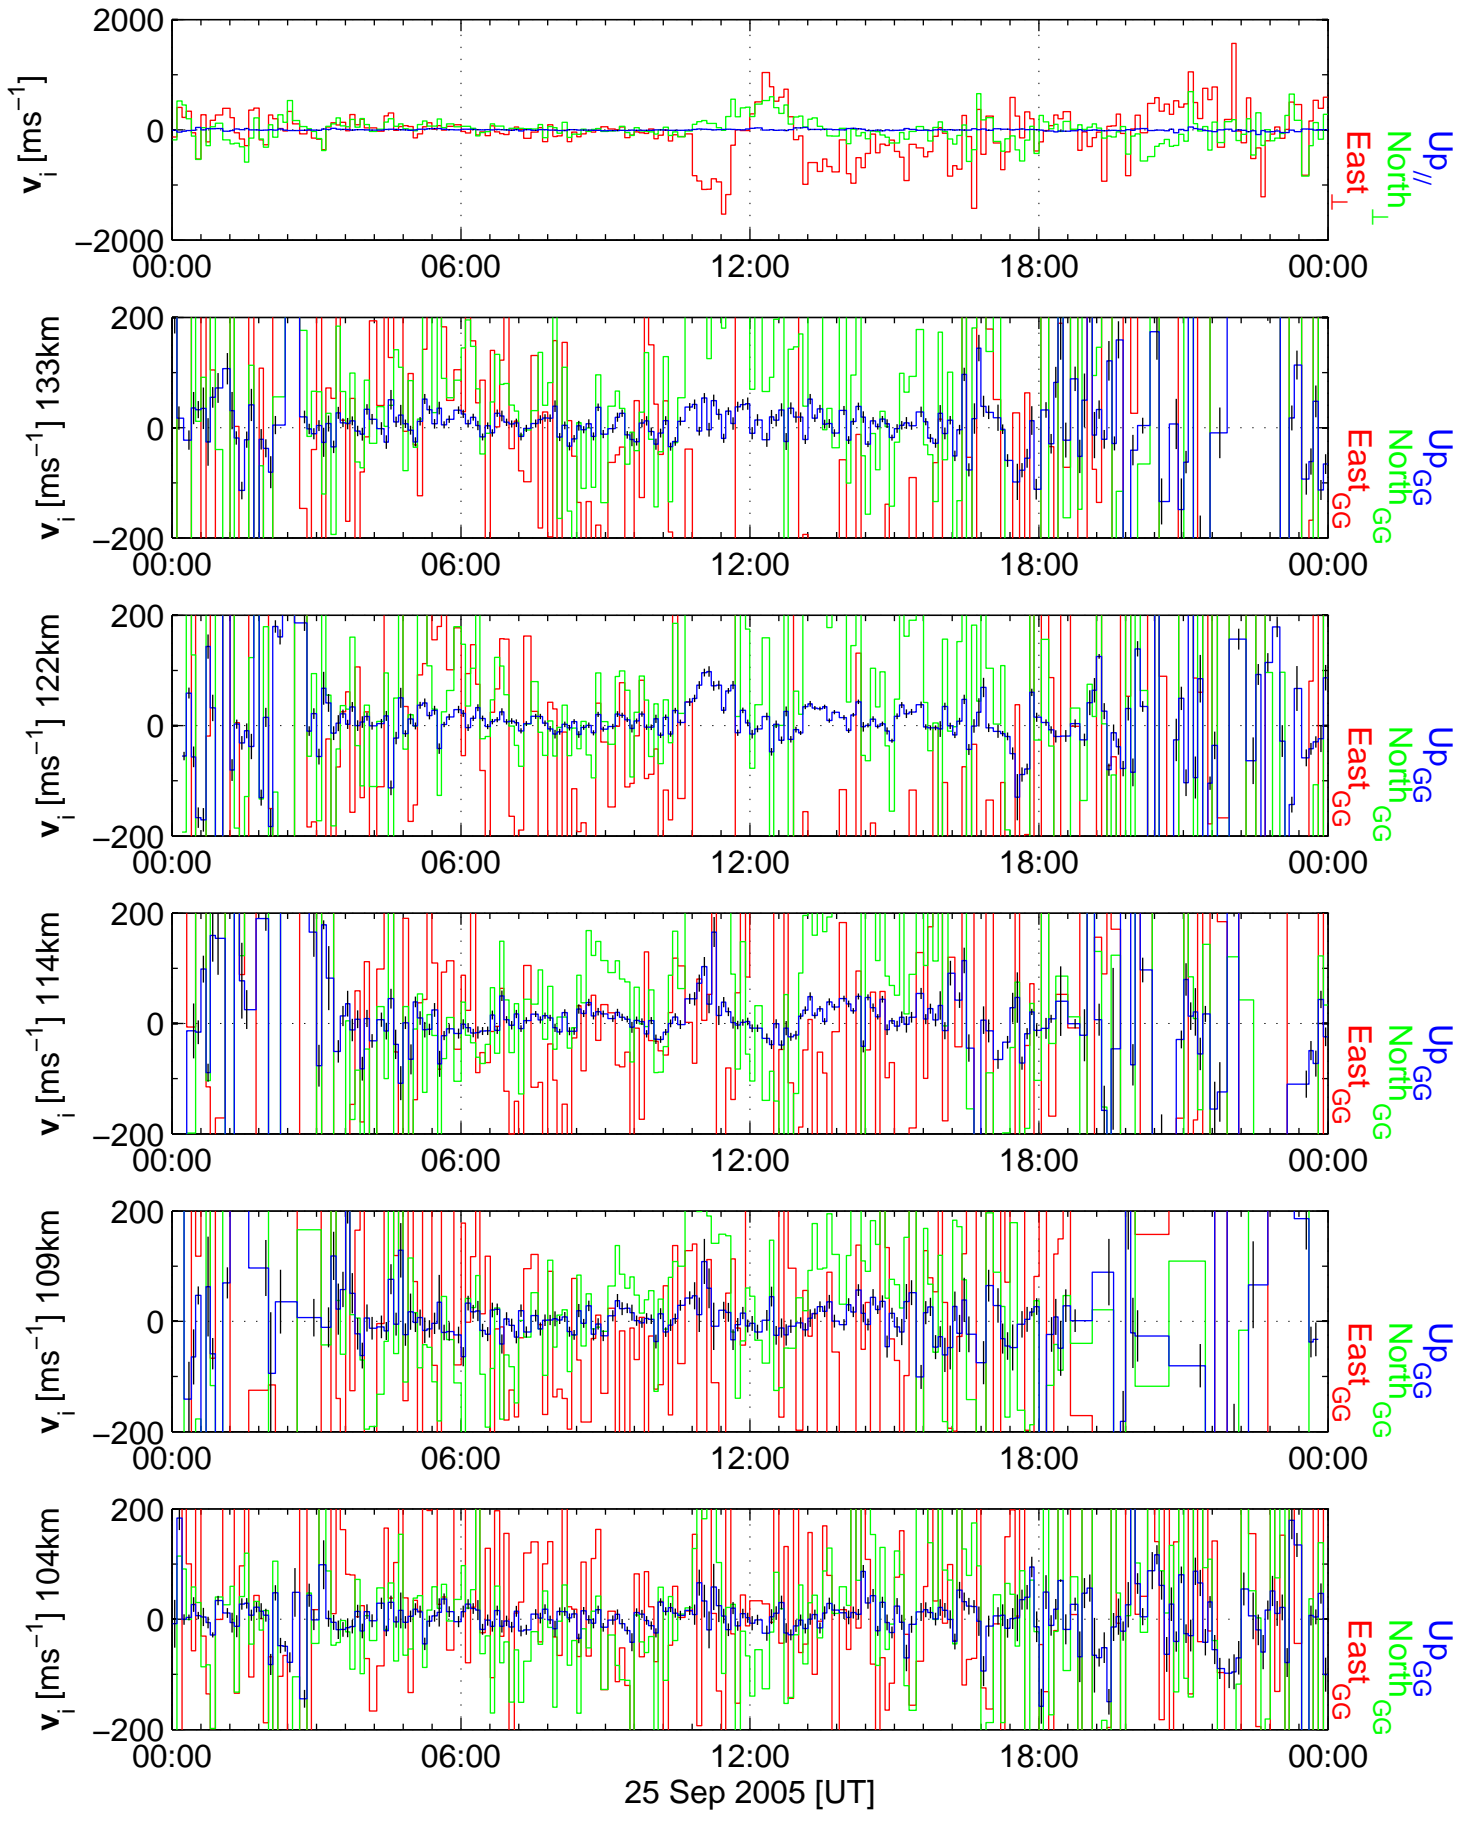 2000
0
−2000
v_i [ms⁻¹]
00:00 06:00 12:00 18:00 00:00
Up_//
North_⊥
East_⊥
200
0
−200
v_i [ms⁻¹] 133km
00:00 06:00 12:00 18:00 00:00
Up_GG
North_GG
East_GG
200
0
−200
v_i [ms⁻¹] 122km
00:00 06:00 12:00 18:00 00:00
Up_GG
North_GG
East_GG
200
0
−200
v_i [ms⁻¹] 114km
00:00 06:00 12:00 18:00 00:00
Up_GG
North_GG
East_GG
200
0
−200
v_i [ms⁻¹] 109km
00:00 06:00 12:00 18:00 00:00
Up_GG
North_GG
East_GG
200
0
−200
v_i [ms⁻¹] 104km
00:00 06:00 12:00 18:00 00:00
Up_GG
North_GG
East_GG
25 Sep 2005 [UT]